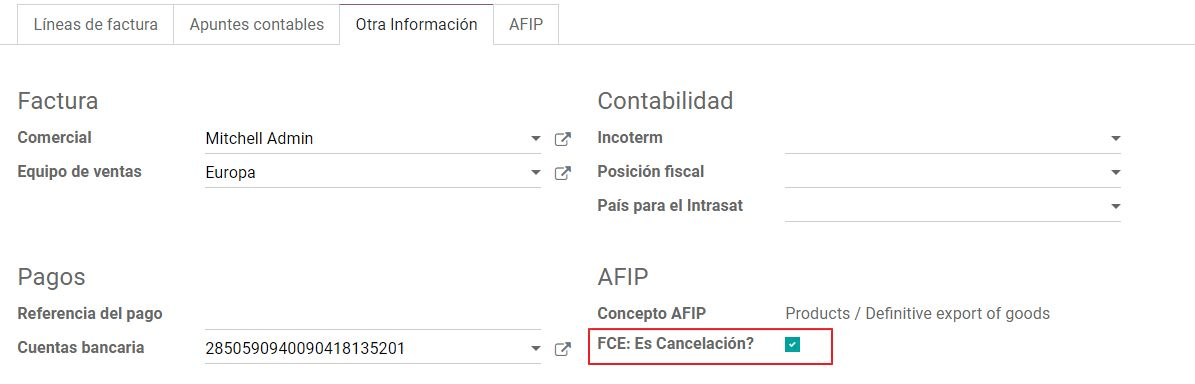 Líneas de factura
Apuntes contables
Otra Información
AFIP
Factura
Comercial
Mitchell Admin
Equipo de ventas
Europa
Contabilidad
Incoterm
Posición fiscal
País para el Intrasat
Pagos
Referencia del pago
Cuentas bancaria
2850590940090418135201
AFIP
Concepto AFIP
Products / Definitive export of goods
FCE: Es Cancelación?